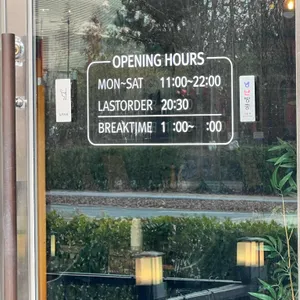 OPENING HOURS
MON~SAT 11:00~22:00
LASTORDER 20:30
BREAKTIME 1 :00~ :00